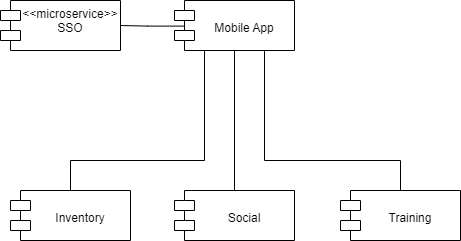 <<microservice>>
SSO
Mobile App
Inventory
Social
Training